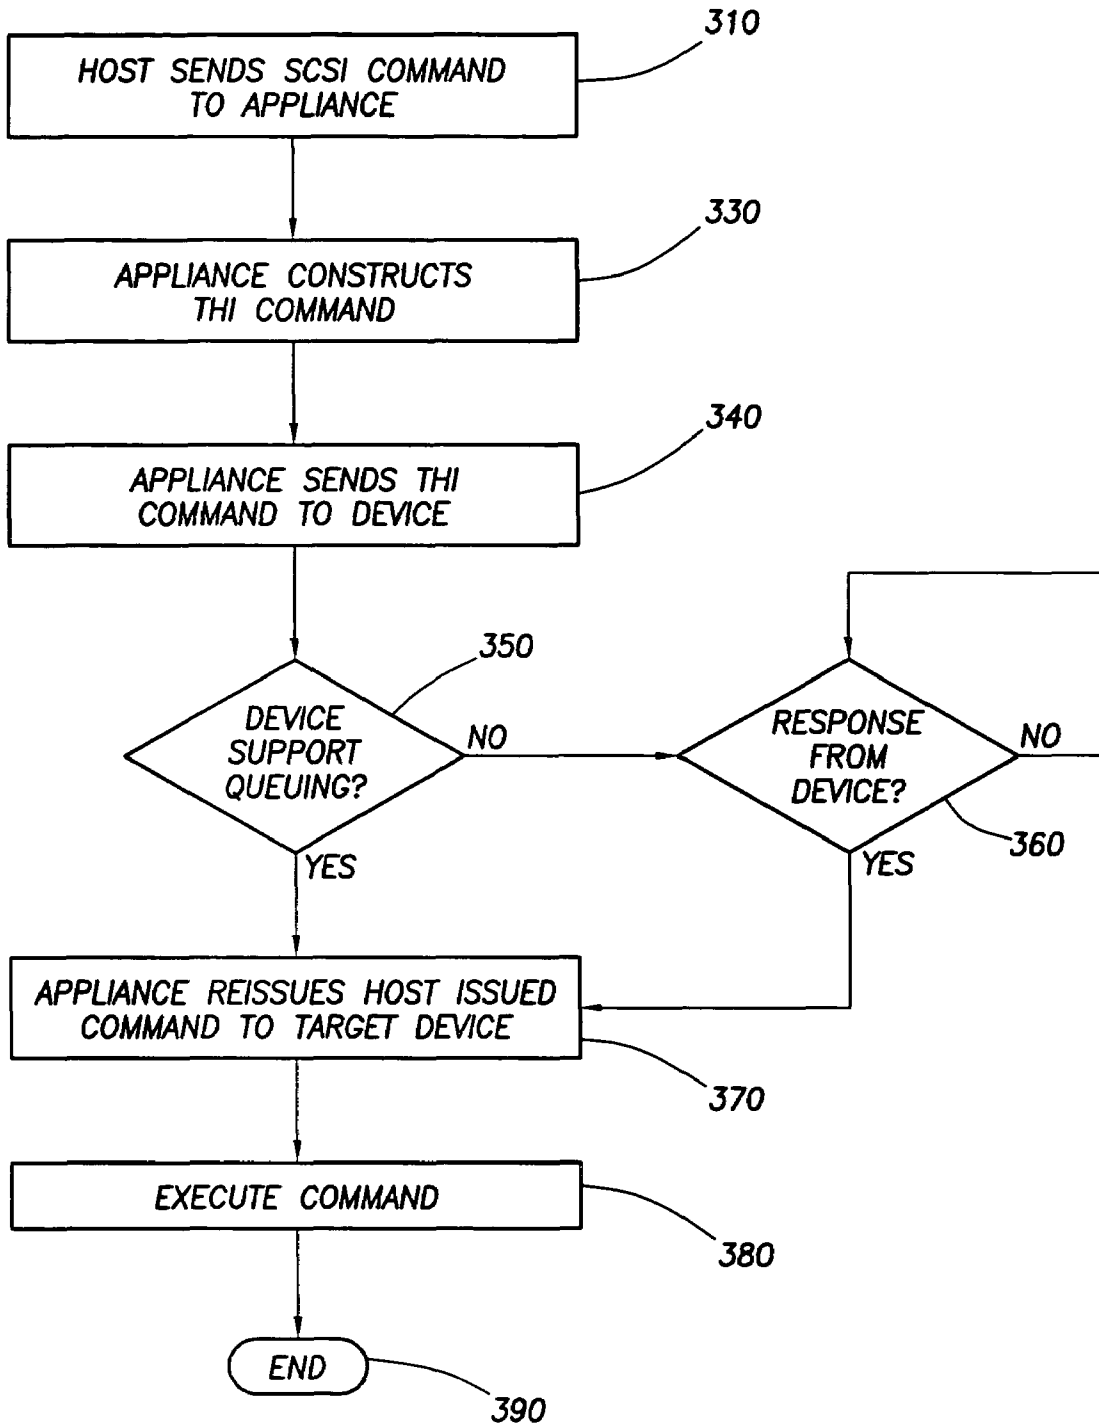 310
HOST SENDS SCSI COMMAND
TO APPLIANCE
330
APPLIANCE CONSTRUCTS
THI COMMAND
340
APPLIANCE SENDS THI
COMMAND TO DEVICE
350
DEVICE
SUPPORT
QUEUING?
NO
YES
RESPONSE
FROM
DEVICE?
NO
360
YES
APPLIANCE REISSUES HOST ISSUED
COMMAND TO TARGET DEVICE
370
EXECUTE COMMAND
380
END
390